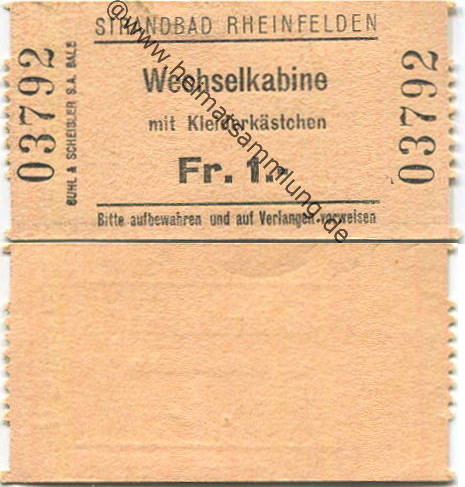 STRANDBAD RHEINFELDEN
Wechselkabine
mit Kleiderkästchen
Fr. 1.-
Bitte aufbewahren und auf Verlangen vorweisen
03792
GUHL & SCHEIBLER S.A. BALE
03792
@www.heimatsammlung.de